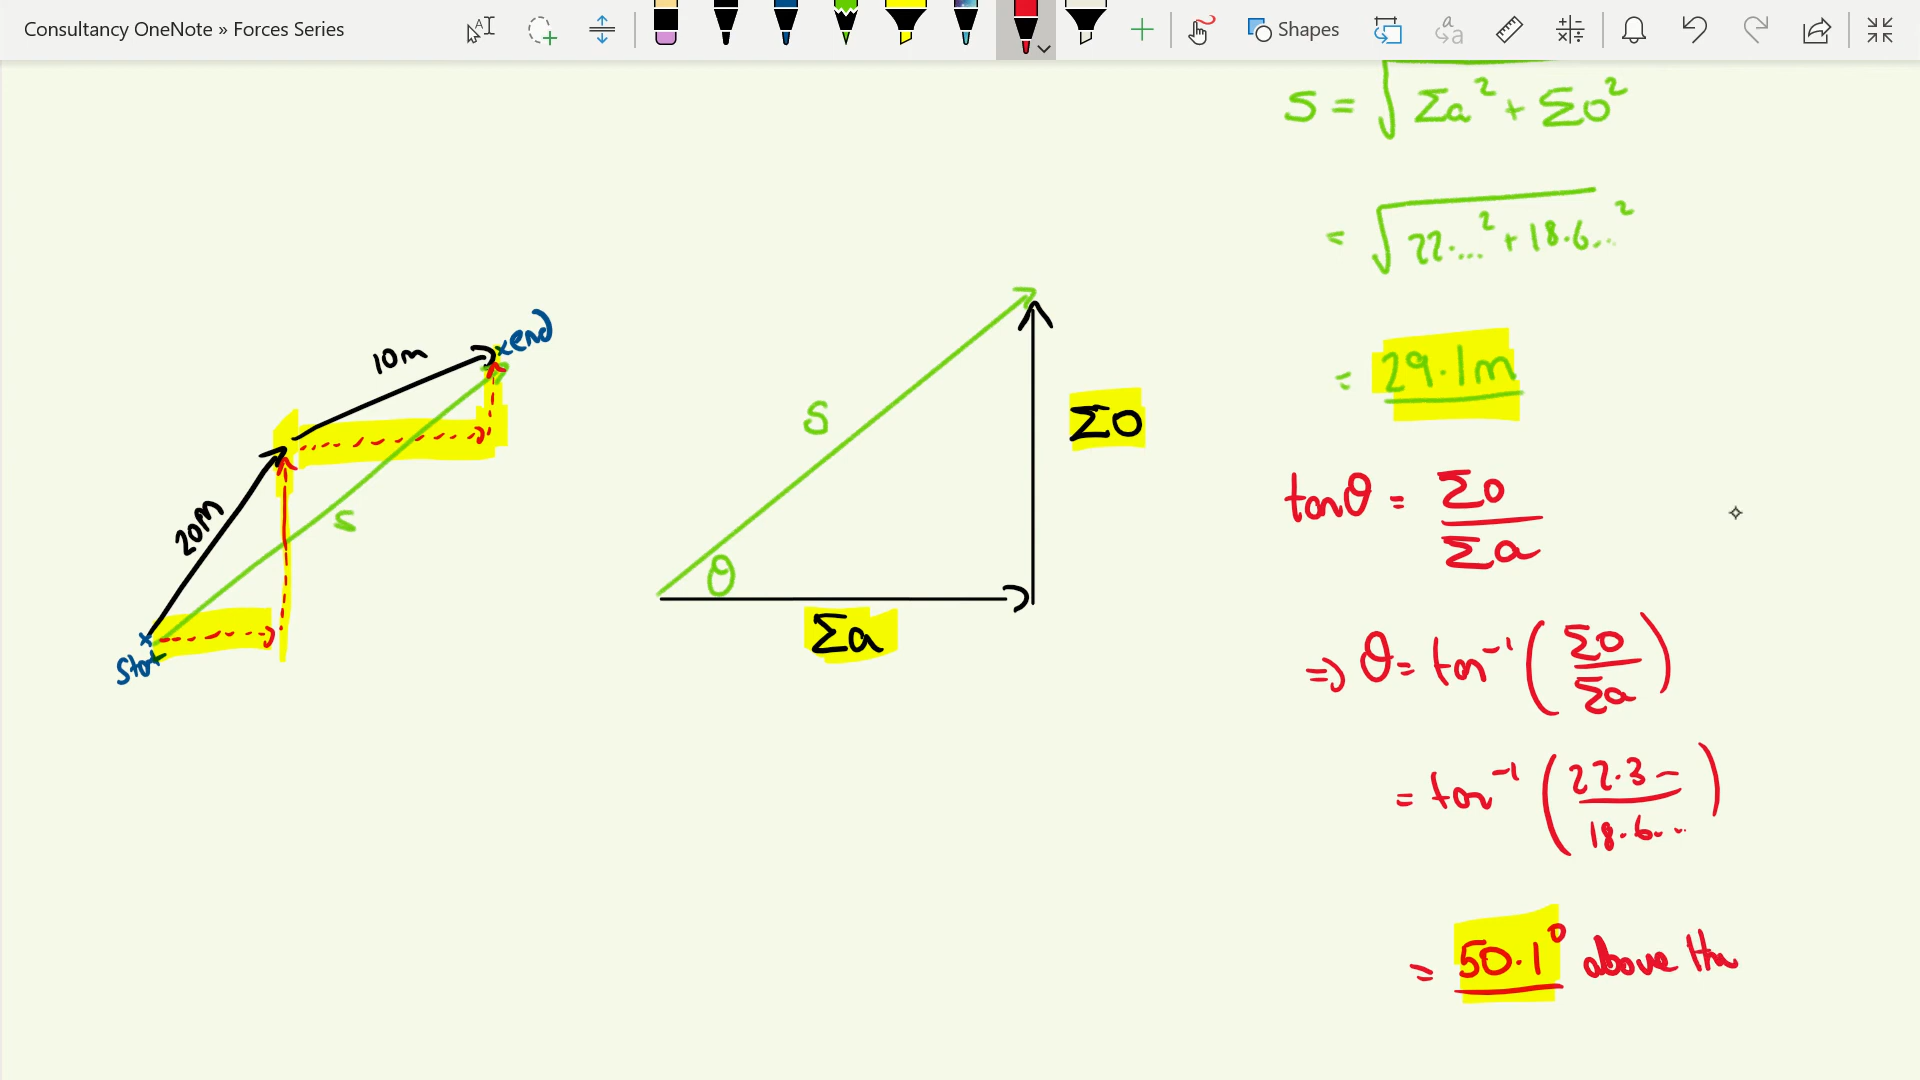 Consultancy OneNote » Forces Series
Shapes
S = √Σa² + ΣO²
= √22....² + 18.6...²
= 29.1m
tanθ = ΣO / Σa
=> θ = tan⁻¹ (ΣO / Σa)
= tan⁻¹ (22.3 – / 18.6...)
= 50.1° above the
10m
xend
20m
S
x
Start
S
θ
ΣO
Σa